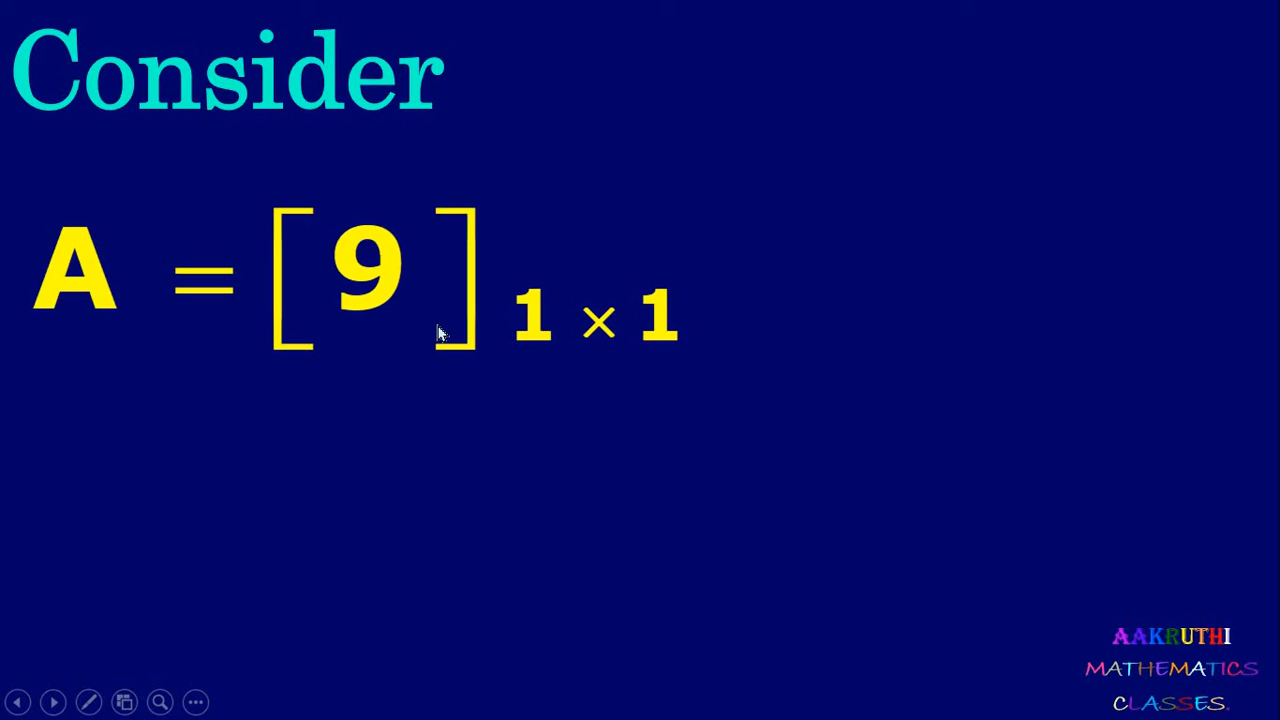 Consider
A = [ 9 ] 1 × 1
AAKRUTHI
MATHEMATICS
CLASSES.